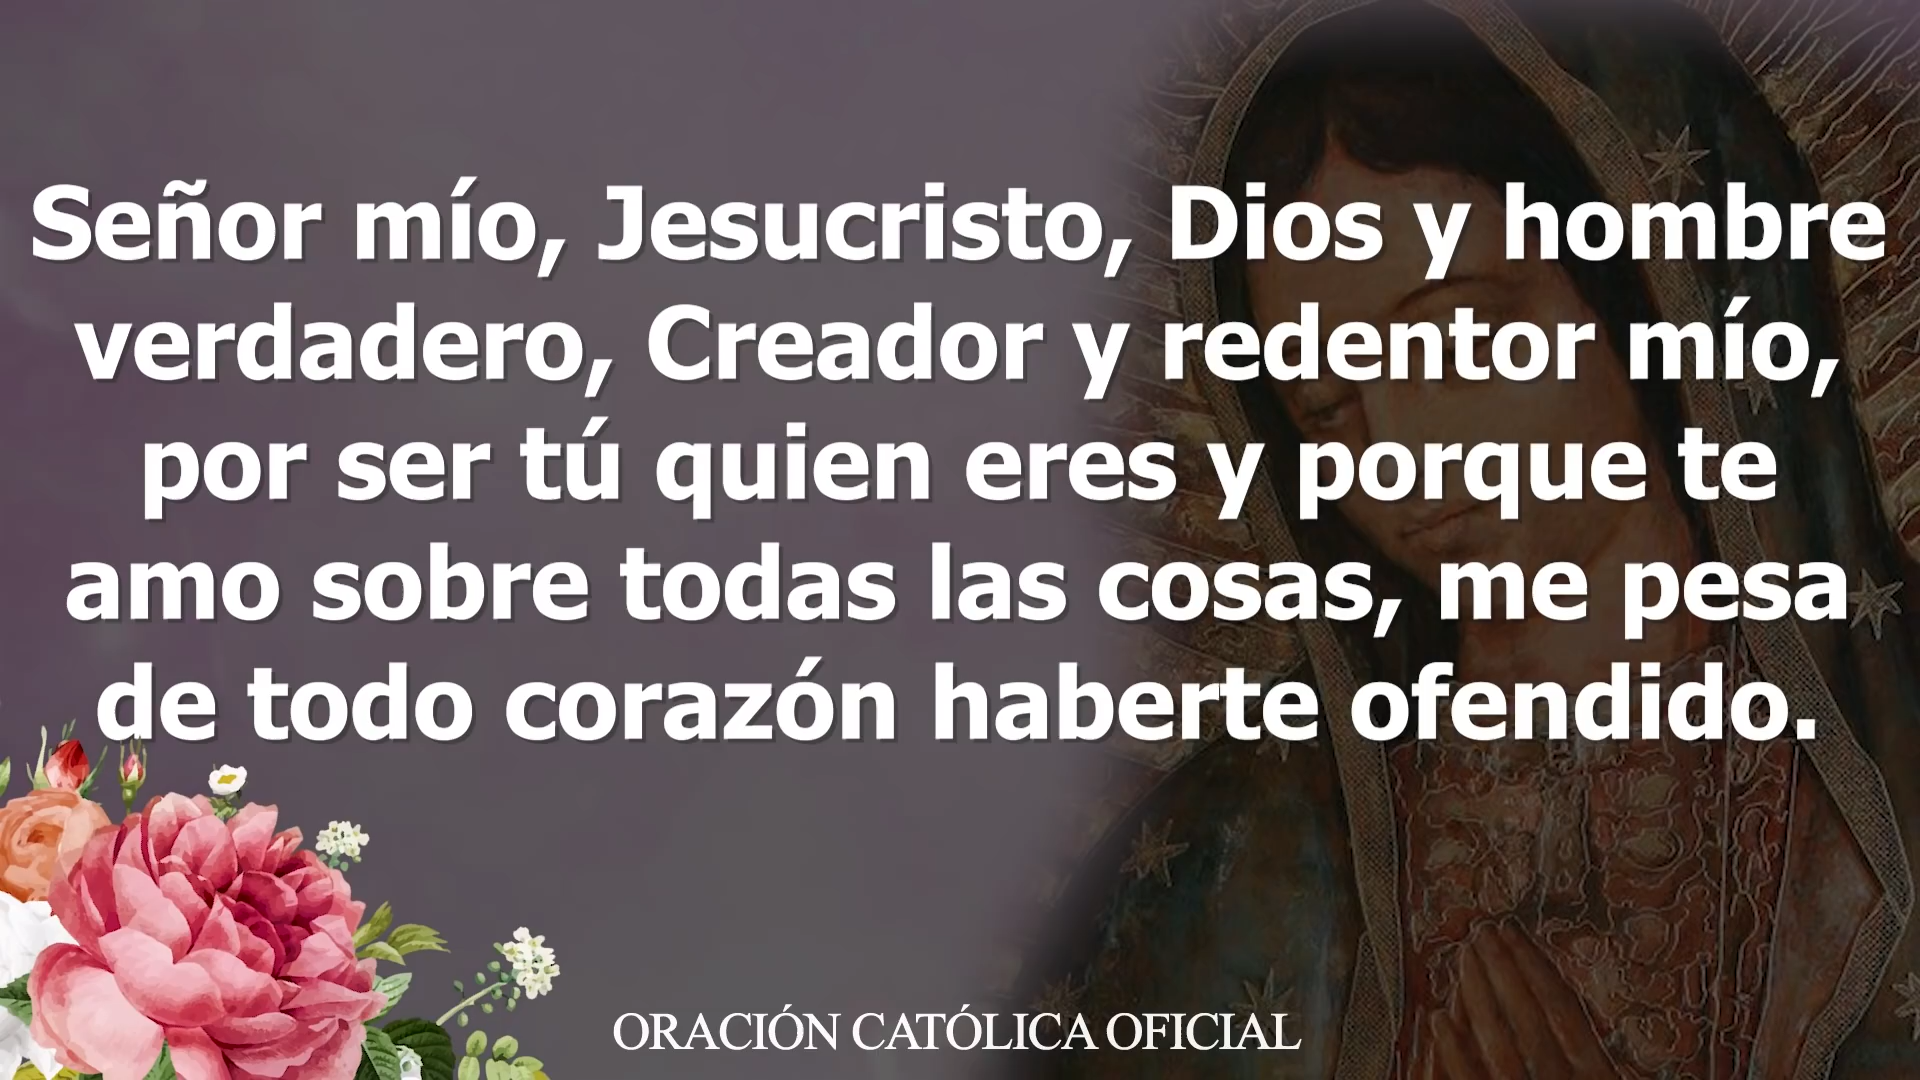 Señor mío, Jesucristo, Dios y hombre
verdadero, Creador y redentor mío,
por ser tú quien eres y porque te
amo sobre todas las cosas, me pesa
de todo corazón haberte ofendido.
ORACIÓN CATÓLICA OFICIAL